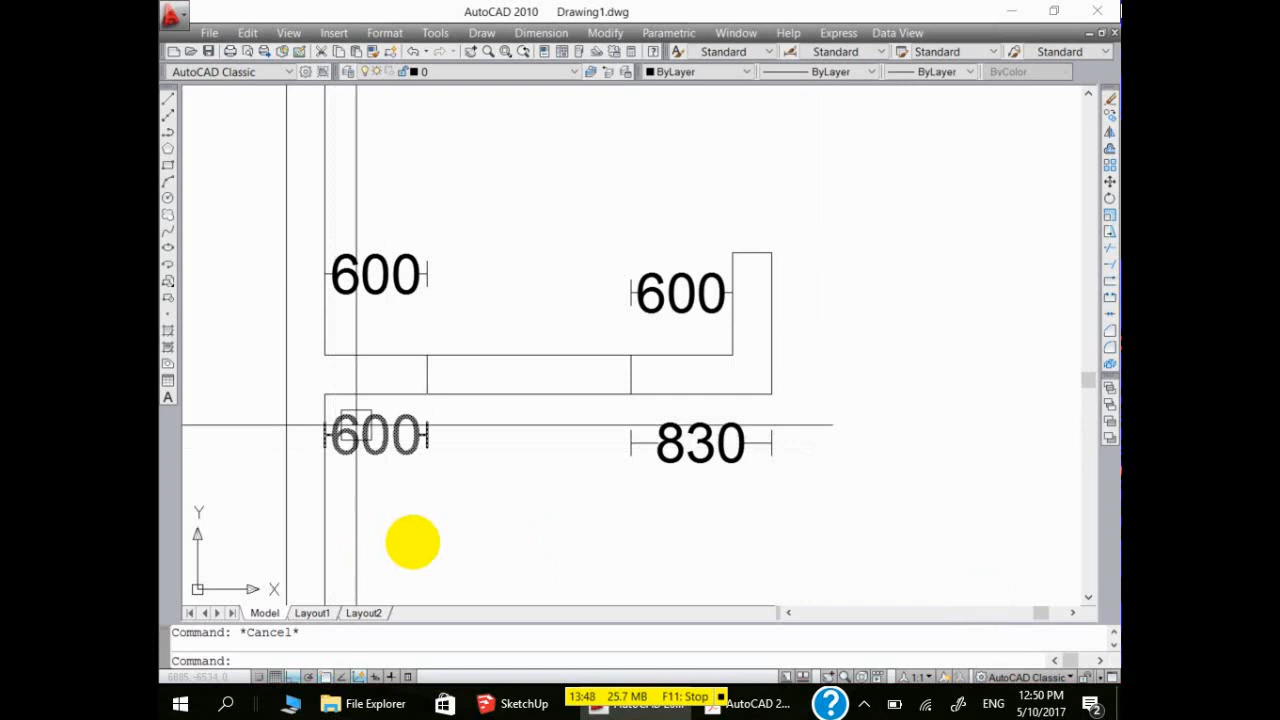 AutoCAD 2010 Drawing1.dwg
File Edit View Insert Format Tools Draw Dimension Modify Parametric Window Help Express Data View
Standard Standard Standard Standard
AutoCAD Classic 0 ByLayer ByLayer ByLayer ByColor
A
600
600
600
830
Y
X
Model Layout1 Layout2
Command: *Cancel*
Command:
1:1 AutoCAD Classic
File Explorer SketchUp 13:48 25.7 MB F11: Stop AutoCAD 2... ENG 12:50 PM
5/10/2017
2